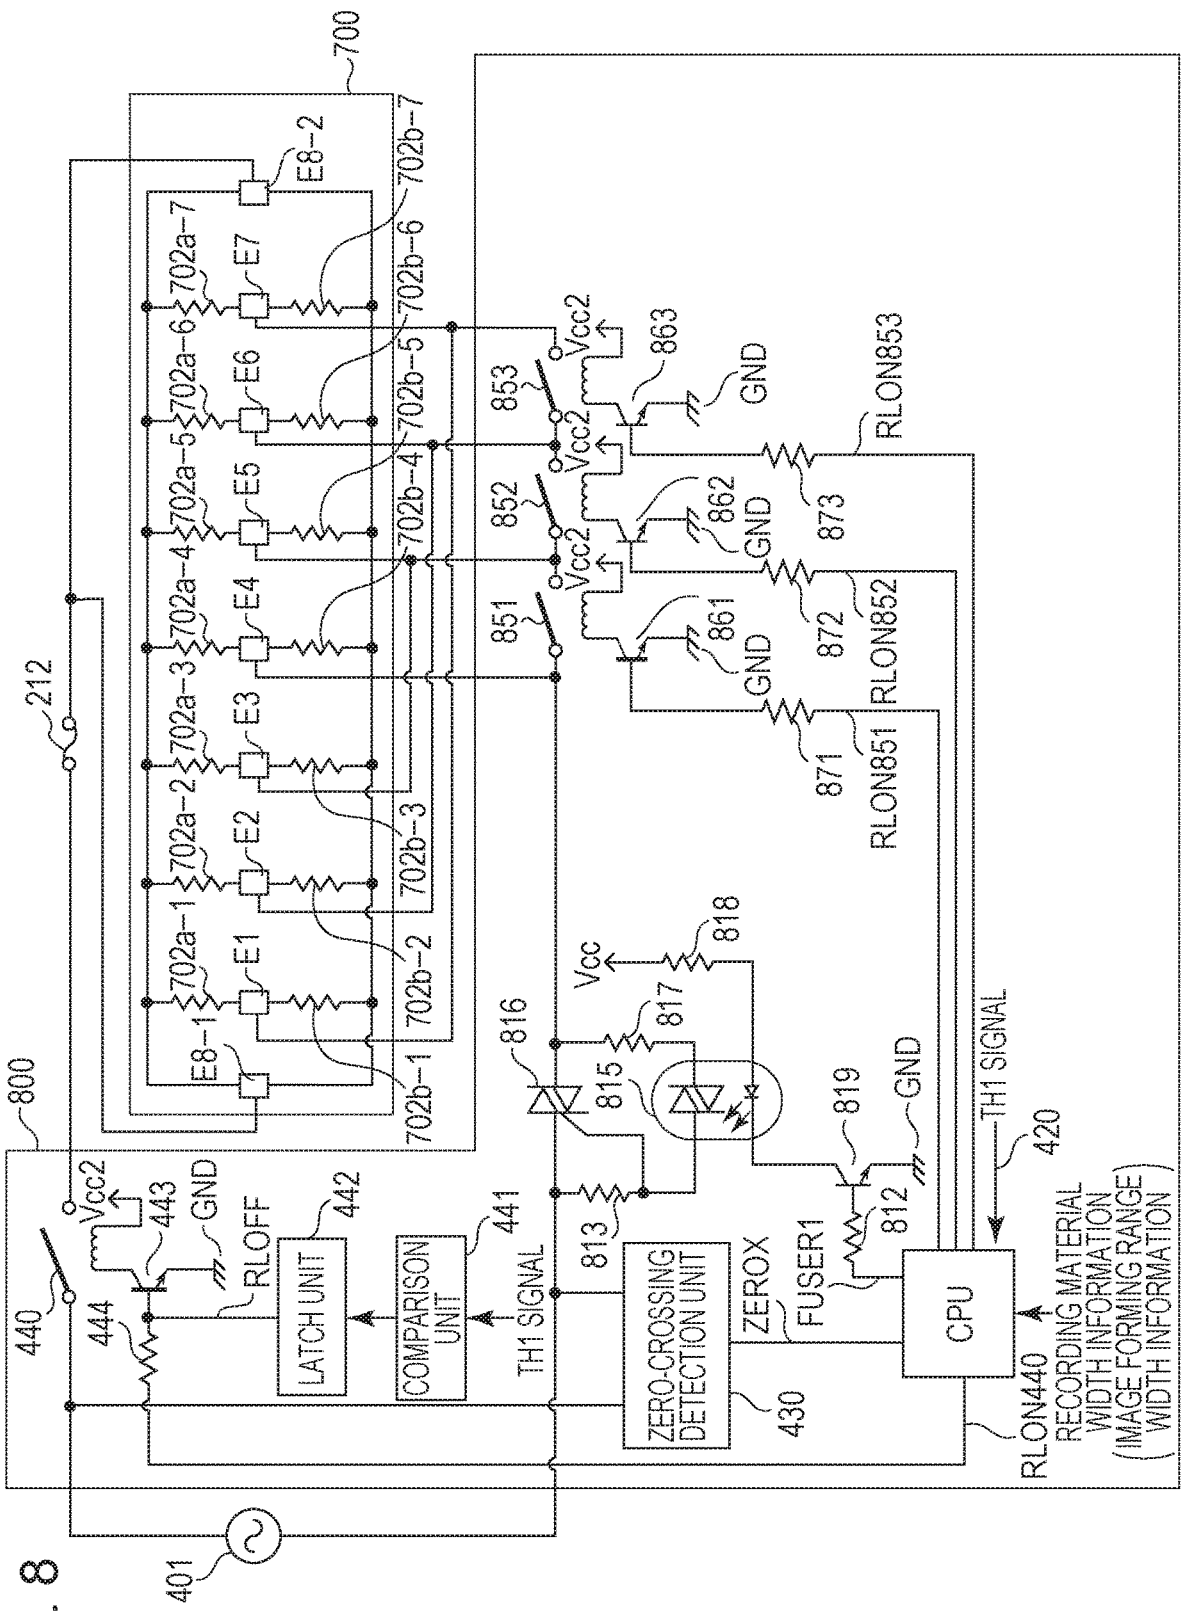 . 8
700
E8-2
702a-7
E7
702b-7
702a-6
E6
702b-6
702a-5
E5
702b-5
702a-4
E4
702b-4
702a-3
E3
702b-3
702a-2
E2
702b-2
702a-1
E1
702b-1
E8-1
212
800
440
Vcc2
443
GND
444
RLOFF
LATCH UNIT
442
COMPARISON
UNIT
441
TH1 SIGNAL
401
ZERO-CROSSING
DETECTION UNIT
430
ZEROX
FUSER1
812
813
815
816
817
818
Vcc
819
GND
CPU
TH1 SIGNAL
420
RLON440
RECORDING MATERIAL
WIDTH INFORMATION
(IMAGE FORMING RANGE
WIDTH INFORMATION)
851
Vcc2
861
GND
871
RLON851
852
Vcc2
862
GND
872
RLON852
853
Vcc2
863
GND
873
RLON853